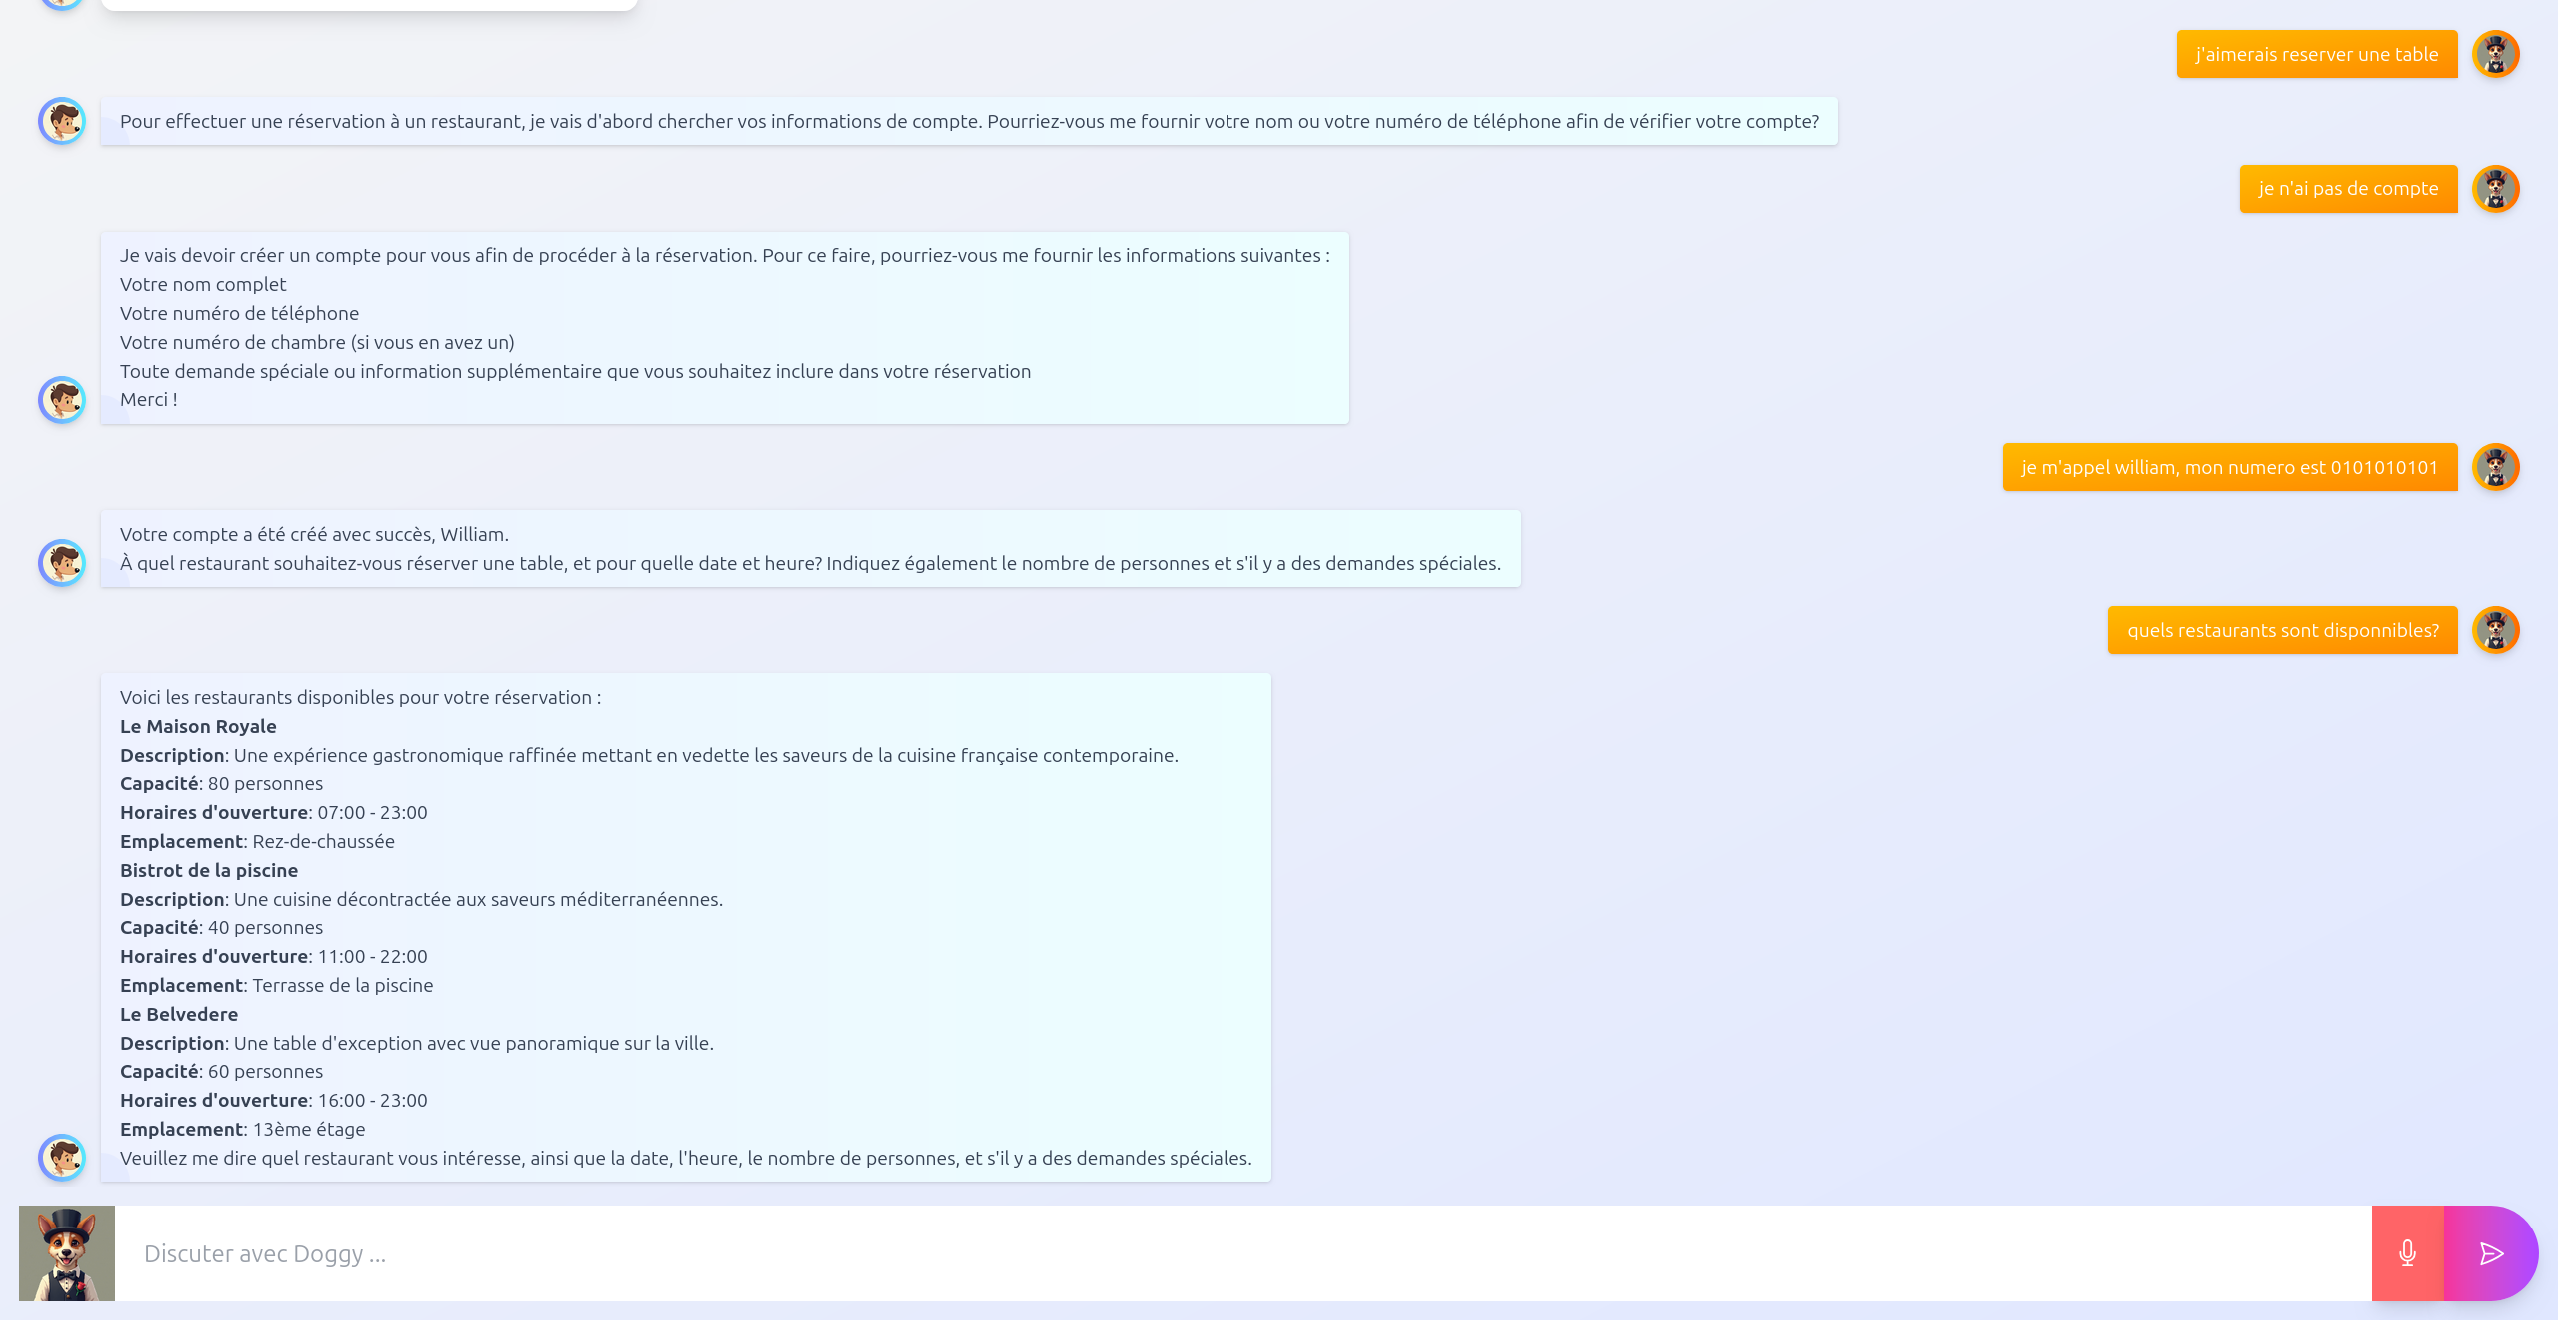 j'aimerais reserver une table
Pour effectuer une réservation à un restaurant, je vais d'abord chercher vos informations de compte. Pourriez-vous me fournir votre nom ou votre numéro de téléphone afin de vérifier votre compte?
je n'ai pas de compte
Je vais devoir créer un compte pour vous afin de procéder à la réservation. Pour ce faire, pourriez-vous me fournir les informations suivantes :
Votre nom complet
Votre numéro de téléphone
Votre numéro de chambre (si vous en avez un)
Toute demande spéciale ou information supplémentaire que vous souhaitez inclure dans votre réservation
Merci !
je m'appel william, mon numero est 0101010101
Votre compte a été créé avec succès, William.
À quel restaurant souhaitez-vous réserver une table, et pour quelle date et heure? Indiquez également le nombre de personnes et s'il y a des demandes spéciales.
quels restaurants sont disponnibles?
Voici les restaurants disponibles pour votre réservation :
Le Maison Royale
Description: Une expérience gastronomique raffinée mettant en vedette les saveurs de la cuisine française contemporaine.
Capacité: 80 personnes
Horaires d'ouverture: 07:00 - 23:00
Emplacement: Rez-de-chaussée
Bistrot de la piscine
Description: Une cuisine décontractée aux saveurs méditerranéennes.
Capacité: 40 personnes
Horaires d'ouverture: 11:00 - 22:00
Emplacement: Terrasse de la piscine
Le Belvedere
Description: Une table d'exception avec vue panoramique sur la ville.
Capacité: 60 personnes
Horaires d'ouverture: 16:00 - 23:00
Emplacement: 13ème étage
Veuillez me dire quel restaurant vous intéresse, ainsi que la date, l'heure, le nombre de personnes, et s'il y a des demandes spéciales.
Discuter avec Doggy ...